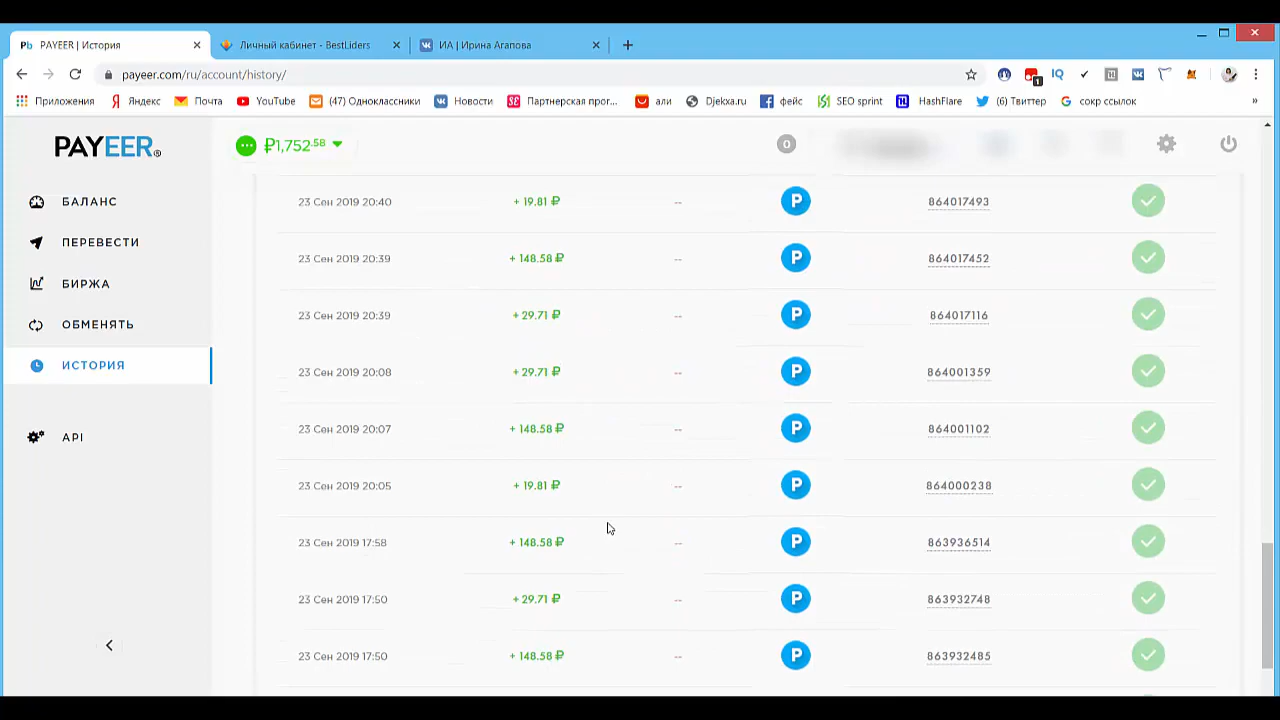 PAYEER | История
Личный кабинет - BestLiders
ИА | Ирина Агапова
payeer.com/ru/account/history/
Приложения
Яндекс
Почта
YouTube
(47) Одноклассники
Новости
Партнерская прог...
али
Djekxa.ru
фейс
SEO sprint
HashFlare
(6) Твиттер
сокр ссылок
»
PAYEER®
₽1,752.58
0
БАЛАНС
ПЕРЕВЕСТИ
БИРЖА
ОБМЕНЯТЬ
ИСТОРИЯ
API
23 Сен 2019 20:40 + 19.81 ₽ -- P 864017493
23 Сен 2019 20:39 + 148.58 ₽ -- P 864017452
23 Сен 2019 20:39 + 29.71 ₽ -- P 864017116
23 Сен 2019 20:08 + 29.71 ₽ -- P 864001359
23 Сен 2019 20:07 + 148.58 ₽ -- P 864001102
23 Сен 2019 20:05 + 19.81 ₽ -- P 864000238
23 Сен 2019 17:58 + 148.58 ₽ -- P 863936514
23 Сен 2019 17:50 + 29.71 ₽ -- P 863932748
23 Сен 2019 17:50 + 148.58 ₽ -- P 863932485